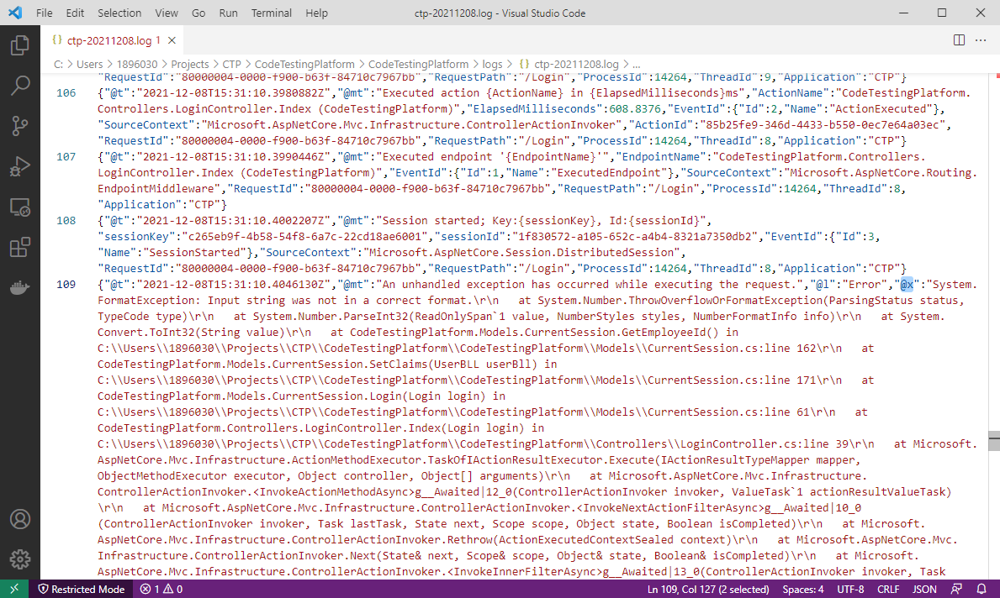 File Edit Selection View Go Run Terminal Help ctp-20211208.log - Visual Studio Code
{} ctp-20211208.log 1
C: > Users > 1896030 > Projects > CTP > CodeTestingPlatform > CodeTestingPlatform > logs > {} ctp-20211208.log > ...
"RequestId":"80000004-0000-f900-b63f-84710c7967bb","RequestPath":"/Login","ProcessId":14264,"ThreadId":9,"Application":"CTP"}
106 {"@t":"2021-12-08T15:31:10.3980882Z","@mt":"Executed action {ActionName} in {ElapsedMilliseconds}ms","ActionName":"CodeTestingPlatform.
Controllers.LoginController.Index (CodeTestingPlatform)","ElapsedMilliseconds":608.8376,"EventId":{"Id":2,"Name":"ActionExecuted"},
"SourceContext":"Microsoft.AspNetCore.Mvc.Infrastructure.ControllerActionInvoker","ActionId":"85b25fe9-346d-4433-b550-0ec7e64a03ec",
"RequestId":"80000004-0000-f900-b63f-84710c7967bb","RequestPath":"/Login","ProcessId":14264,"ThreadId":8,"Application":"CTP"}
107 {"@t":"2021-12-08T15:31:10.3990446Z","@mt":"Executed endpoint '{EndpointName}'","EndpointName":"CodeTestingPlatform.Controllers.
LoginController.Index (CodeTestingPlatform)","EventId":{"Id":1,"Name":"ExecutedEndpoint"},"SourceContext":"Microsoft.AspNetCore.Routing.
EndpointMiddleware","RequestId":"80000004-0000-f900-b63f-84710c7967bb","RequestPath":"/Login","ProcessId":14264,"ThreadId":8,
"Application":"CTP"}
108 {"@t":"2021-12-08T15:31:10.4002207Z","@mt":"Session started; Key:{sessionKey}, Id:{sessionId}",
"sessionKey":"c265eb9f-4b58-54f8-6a7c-22cd18ae6001","sessionId":"1f830572-a105-652c-a4b4-8321a7350db2","EventId":{"Id":3,
"Name":"SessionStarted"},"SourceContext":"Microsoft.AspNetCore.Session.DistributedSession",
"RequestId":"80000004-0000-f900-b63f-84710c7967bb","RequestPath":"/Login","ProcessId":14264,"ThreadId":8,"Application":"CTP"}
109 {"@t":"2021-12-08T15:31:10.4046130Z","@mt":"An unhandled exception has occurred while executing the request.","@l":"Error","@x":"System.
FormatException: Input string was not in a correct format.\r\n   at System.Number.ThrowOverflowOrFormatException(ParsingStatus status,
TypeCode type)\r\n   at System.Number.ParseInt32(ReadOnlySpan`1 value, NumberStyles styles, NumberFormatInfo info)\r\n   at System.
Convert.ToInt32(String value)\r\n   at CodeTestingPlatform.Models.CurrentSession.GetEmployeeId() in
C:\\Users\\1896030\\Projects\\CTP\\CodeTestingPlatform\\CodeTestingPlatform\\Models\\CurrentSession.cs:line 162\r\n   at
CodeTestingPlatform.Models.CurrentSession.SetClaims(UserBLL userBll) in
C:\\Users\\1896030\\Projects\\CTP\\CodeTestingPlatform\\CodeTestingPlatform\\Models\\CurrentSession.cs:line 171\r\n   at
CodeTestingPlatform.Models.CurrentSession.Login(Login login) in
C:\\Users\\1896030\\Projects\\CTP\\CodeTestingPlatform\\CodeTestingPlatform\\Models\\CurrentSession.cs:line 61\r\n   at
CodeTestingPlatform.Controllers.LoginController.Index(Login login) in
C:\\Users\\1896030\\Projects\\CTP\\CodeTestingPlatform\\CodeTestingPlatform\\Controllers\\LoginController.cs:line 39\r\n   at Microsoft.
AspNetCore.Mvc.Infrastructure.ActionMethodExecutor.TaskOfIActionResultExecutor.Execute(IActionResultTypeMapper mapper,
ObjectMethodExecutor executor, Object controller, Object[] arguments)\r\n   at Microsoft.AspNetCore.Mvc.Infrastructure.
ControllerActionInvoker.<InvokeActionMethodAsync>g__Awaited|12_0(ControllerActionInvoker invoker, ValueTask`1 actionResultValueTask)
\r\n   at Microsoft.AspNetCore.Mvc.Infrastructure.ControllerActionInvoker.<InvokeNextActionFilterAsync>g__Awaited|10_0
(ControllerActionInvoker invoker, Task lastTask, State next, Scope scope, Object state, Boolean isCompleted)\r\n   at Microsoft.
AspNetCore.Mvc.Infrastructure.ControllerActionInvoker.Rethrow(ActionExecutedContextSealed context)\r\n   at Microsoft.AspNetCore.Mvc.
Infrastructure.ControllerActionInvoker.Next(State& next, Scope& scope, Object& state, Boolean& isCompleted)\r\n   at Microsoft.
AspNetCore.Mvc.Infrastructure.ControllerActionInvoker.<InvokeInnerFilterAsync>g__Awaited|13_0(ControllerActionInvoker invoker, Task
Restricted Mode 1 0 Ln 109, Col 127 (2 selected) Spaces: 4 UTF-8 CRLF JSON